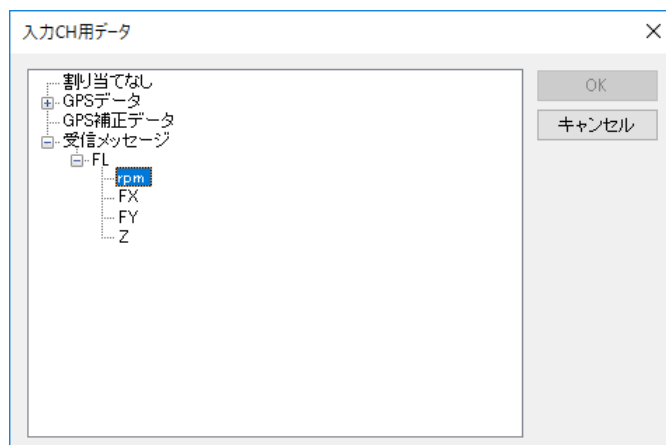 入力CH用データ
割り当てなし
GPSデータ
GPS補正データ
受信メッセージ
FL
rpm
FX
FY
Z
OK
キャンセル